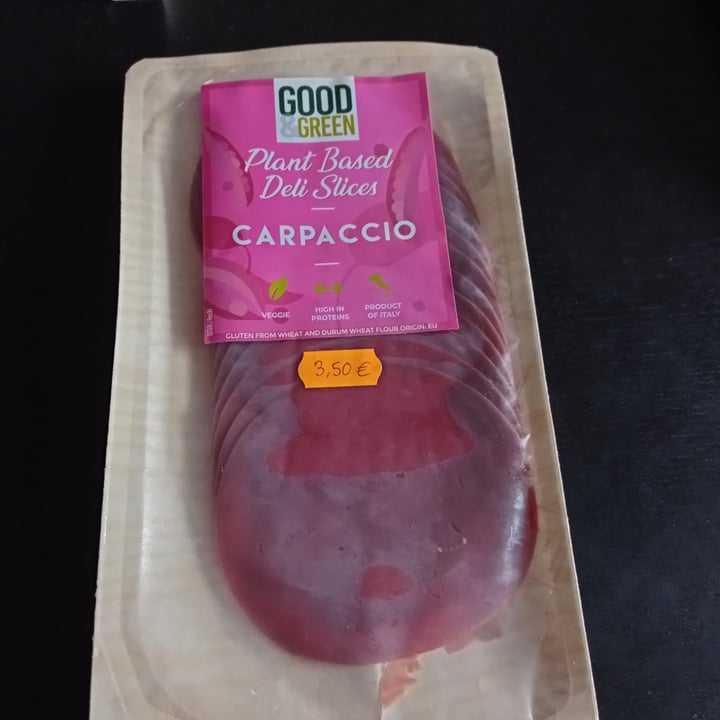 GOOD
&GREEN
Plant Based
Deli Slices
CARPACCIO
VEGGIE
HIGH IN
PROTEINS
PRODUCT
OF ITALY
GLUTEN FROM WHEAT AND DURUM WHEAT FLOUR ORIGIN: EU
3,50 €